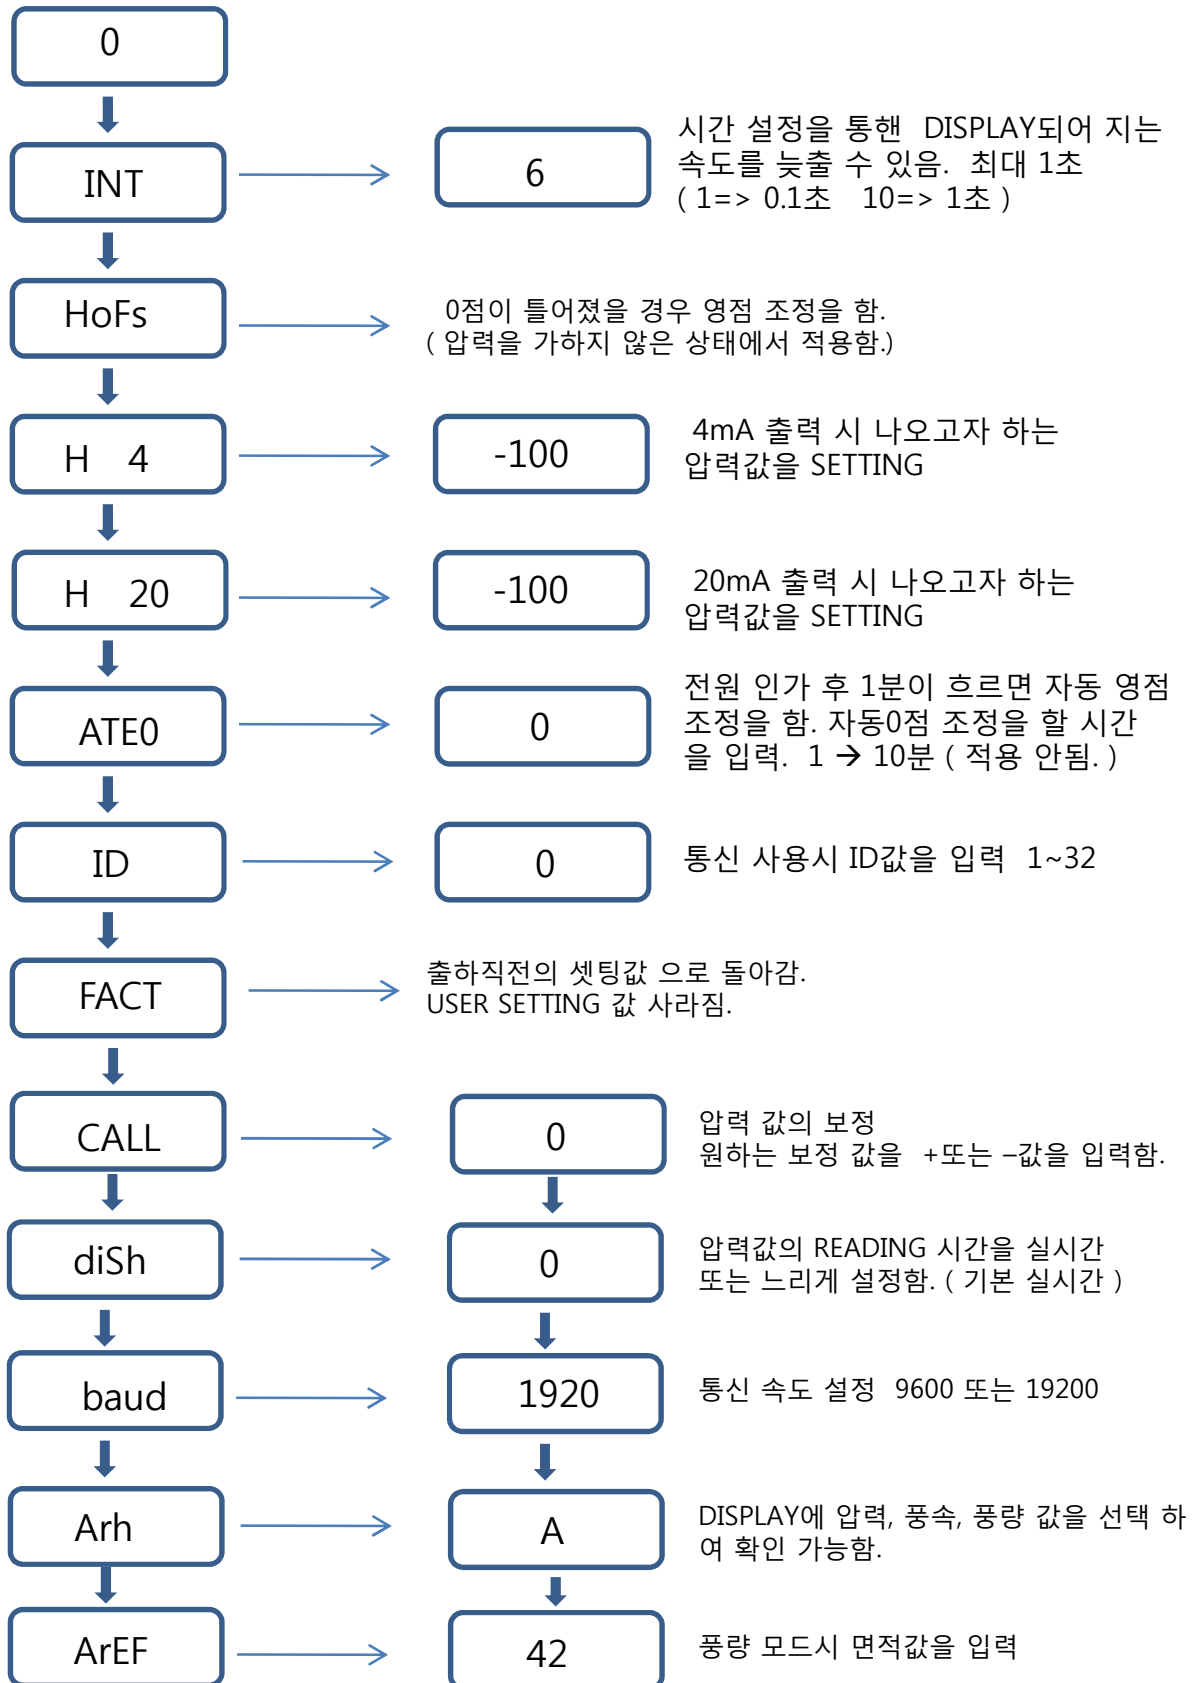 0
INT
6
시간 설정을 통핸 DISPLAY되어 지는
속도를 늦출 수 있음. 최대 1초
( 1=> 0.1초 10=> 1초 )
HoFs
0점이 틀어졌을 경우 영점 조정을 함.
( 압력을 가하지 않은 상태에서 적용함.)
H 4
-100
4mA 출력 시 나오고자 하는
압력값을 SETTING
H 20
-100
20mA 출력 시 나오고자 하는
압력값을 SETTING
ATE0
0
전원 인가 후 1분이 흐르면 자동 영점
조정을 함. 자동0점 조정을 할 시간
을 입력. 1 → 10분 ( 적용 안됨. )
ID
0
통신 사용시 ID값을 입력 1~32
FACT
출하직전의 셋팅값 으로 돌아감.
USER SETTING 값 사라짐.
CALL
0
압력 값의 보정
원하는 보정 값을 +또는 –값을 입력함.
diSh
0
압력값의 READING 시간을 실시간
또는 느리게 설정함. ( 기본 실시간 )
baud
1920
통신 속도 설정 9600 또는 19200
Arh
A
DISPLAY에 압력, 풍속, 풍량 값을 선택 하
여 확인 가능함.
ArEF
42
풍량 모드시 면적값을 입력